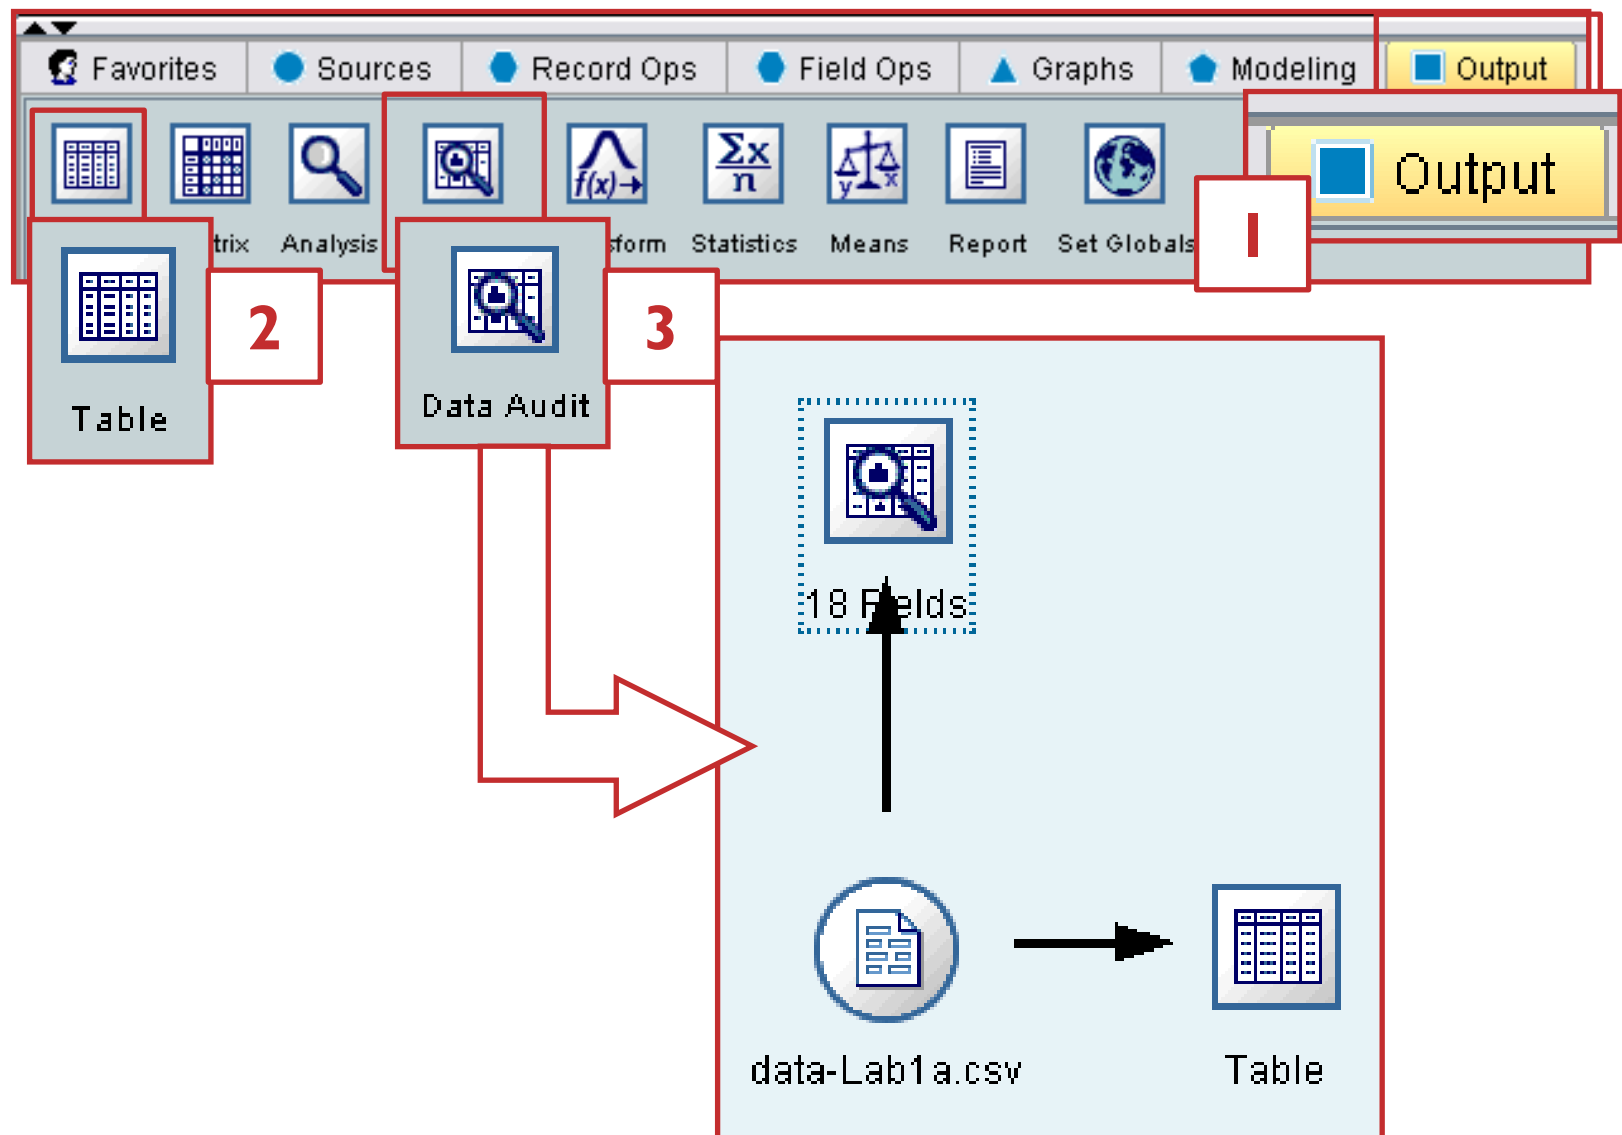 Favorites Sources Record Ops Field Ops Graphs Modeling Output
f(x)→ Σx n y x
Output
trix Analysis sform Statistics Means Report Set Globals
1
2 3
Table Data Audit
18 Fields
data-Lab1a.csv Table